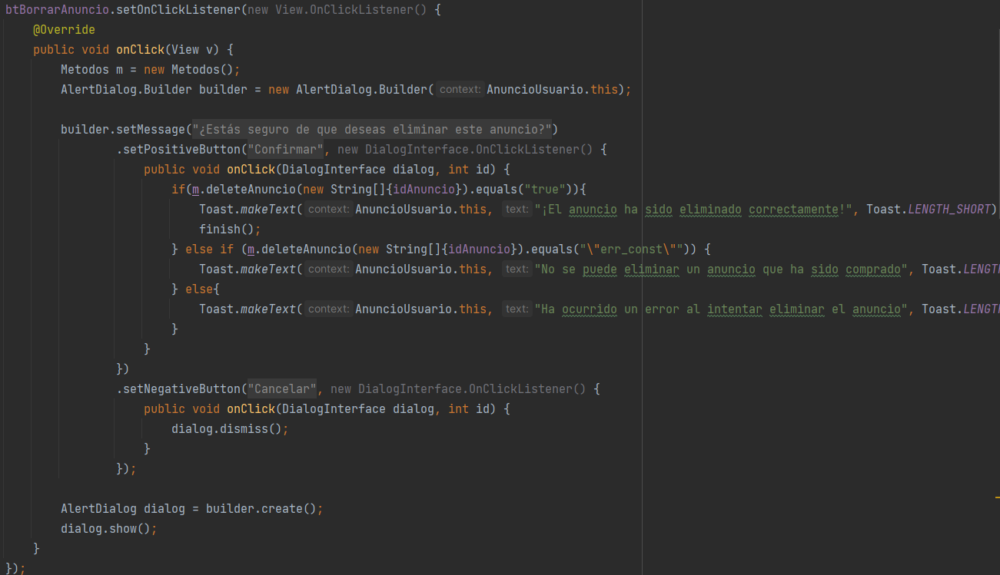 btBorrarAnuncio.setOnClickListener(new View.OnClickListener() {
@Override
public void onClick(View v) {
Metodos m = new Metodos();
AlertDialog.Builder builder = new AlertDialog.Builder( context: AnuncioUsuario.this);
builder.setMessage("¿Estás seguro de que deseas eliminar este anuncio?")
.setPositiveButton("Confirmar", new DialogInterface.OnClickListener() {
public void onClick(DialogInterface dialog, int id) {
if(m.deleteAnuncio(new String[]{idAnuncio}).equals("true")){
Toast.makeText( context: AnuncioUsuario.this, text: "¡El anuncio ha sido eliminado correctamente!", Toast.LENGTH_SHORT)
finish();
} else if (m.deleteAnuncio(new String[]{idAnuncio}).equals("\"err_const\"")) {
Toast.makeText( context: AnuncioUsuario.this, text: "No se puede eliminar un anuncio que ha sido comprado", Toast.LENGTH
} else{
Toast.makeText( context: AnuncioUsuario.this, text: "Ha ocurrido un error al intentar eliminar el anuncio", Toast.LENGTH
}
}
})
.setNegativeButton("Cancelar", new DialogInterface.OnClickListener() {
public void onClick(DialogInterface dialog, int id) {
dialog.dismiss();
}
});
AlertDialog dialog = builder.create();
dialog.show();
}
});